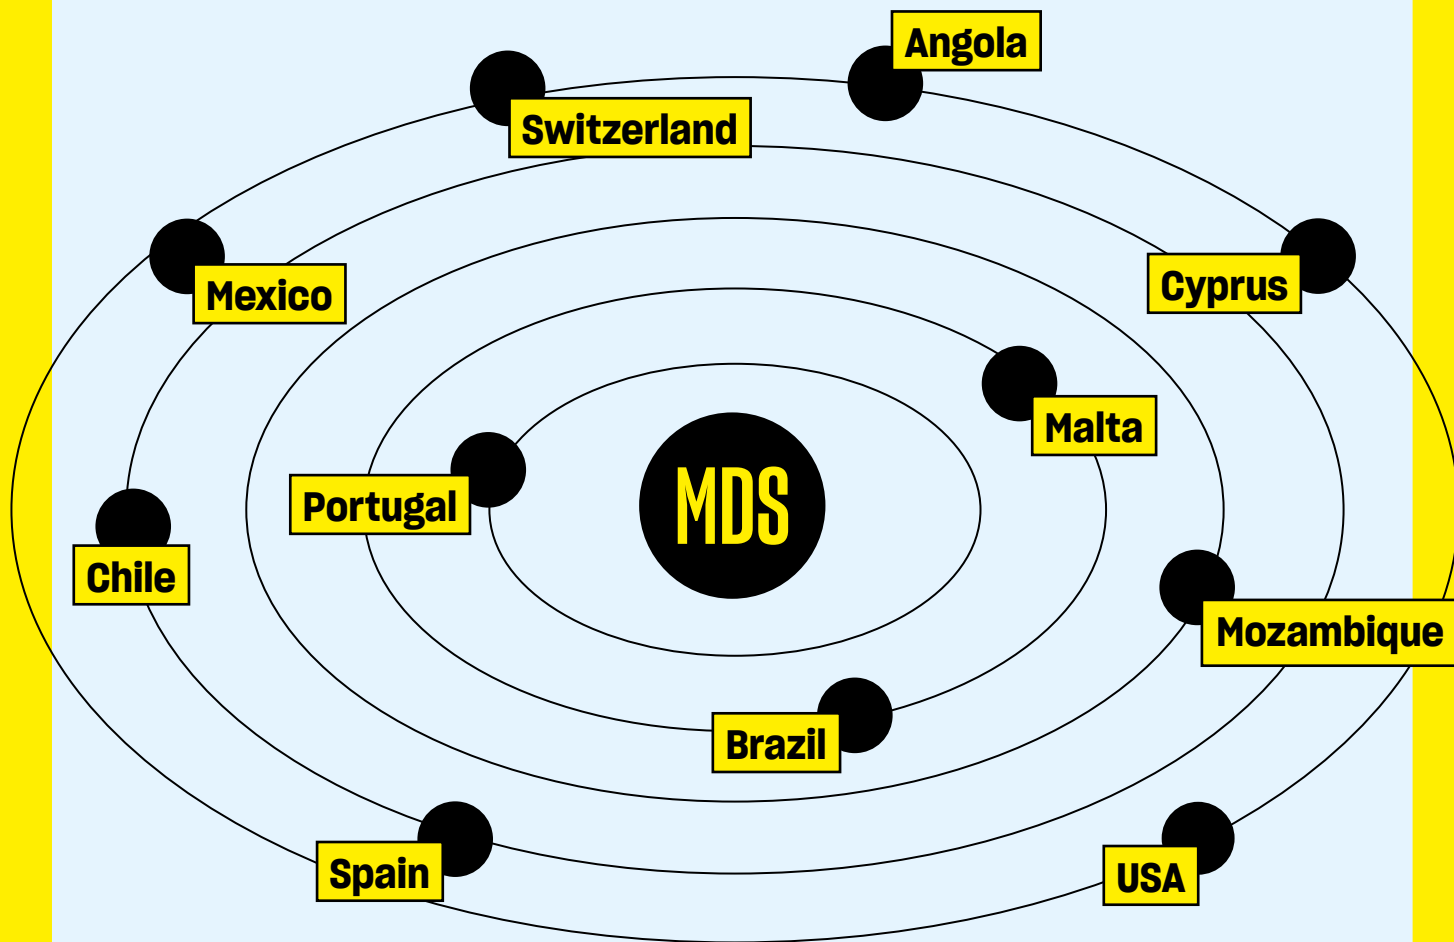 Angola
Switzerland
Mexico
Cyprus
Malta
Portugal
MDS
Chile
Mozambique
Brazil
Spain
USA